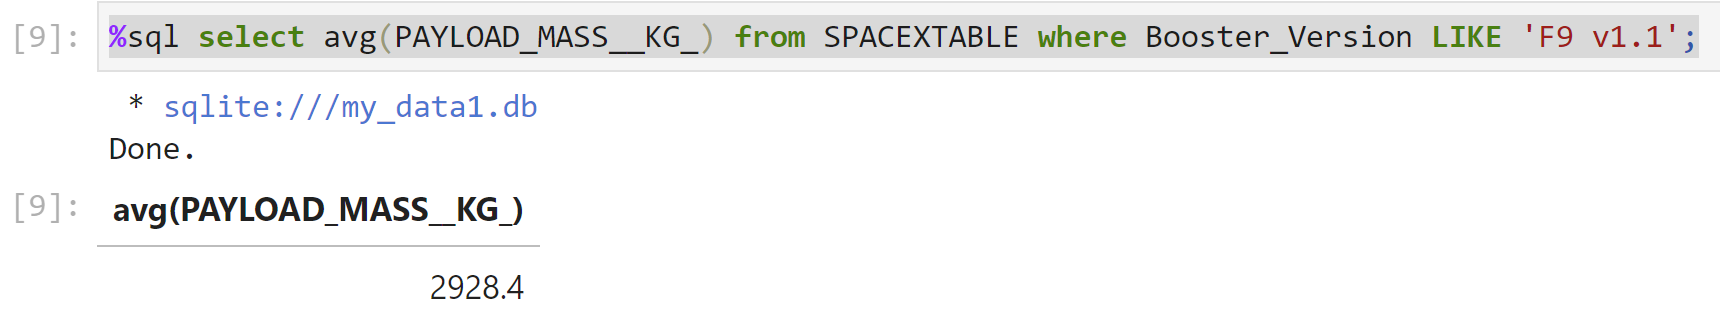 [9]: %sql select avg(PAYLOAD_MASS__KG_) from SPACEXTABLE where Booster_Version LIKE 'F9 v1.1';
* sqlite:///my_data1.db
Done.
[9]: avg(PAYLOAD_MASS__KG_)
2928.4